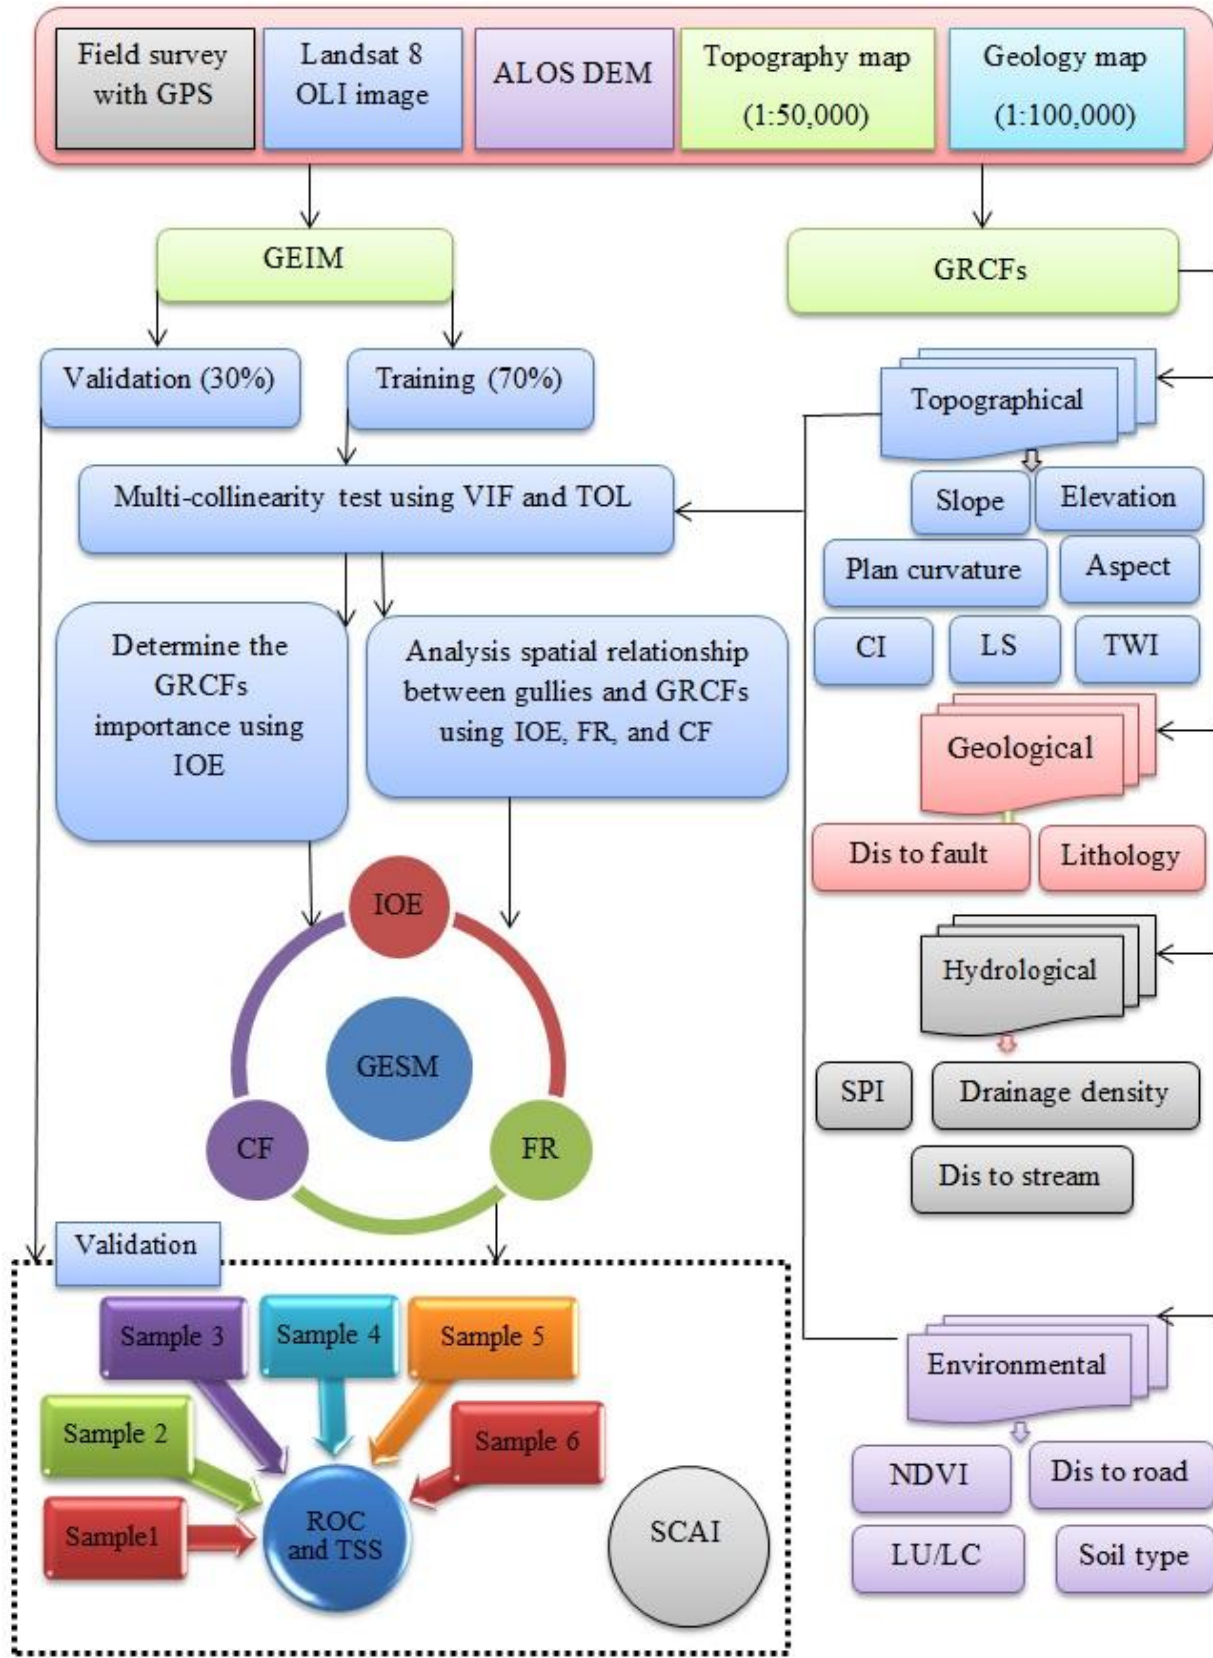 Field survey
with GPS
Landsat 8
OLI image
ALOS DEM
Topography map
(1:50,000)
Geology map
(1:100,000)
GEIM
GRCFs
Validation (30%)
Training (70%)
Topographical
Multi-collinearity test using VIF and TOL
Slope
Elevation
Plan curvature
Aspect
CI
LS
TWI
Determine the
GRCFs
importance using
IOE
Analysis spatial relationship
between gullies and GRCFs
using IOE, FR, and CF
Geological
Dis to fault
Lithology
IOE
GESM
CF
FR
Hydrological
SPI
Drainage density
Dis to stream
Validation
Sample 3
Sample 4
Sample 5
Sample 2
Sample 6
Sample1
ROC
and TSS
SCAI
Environmental
NDVI
Dis to road
LU/LC
Soil type